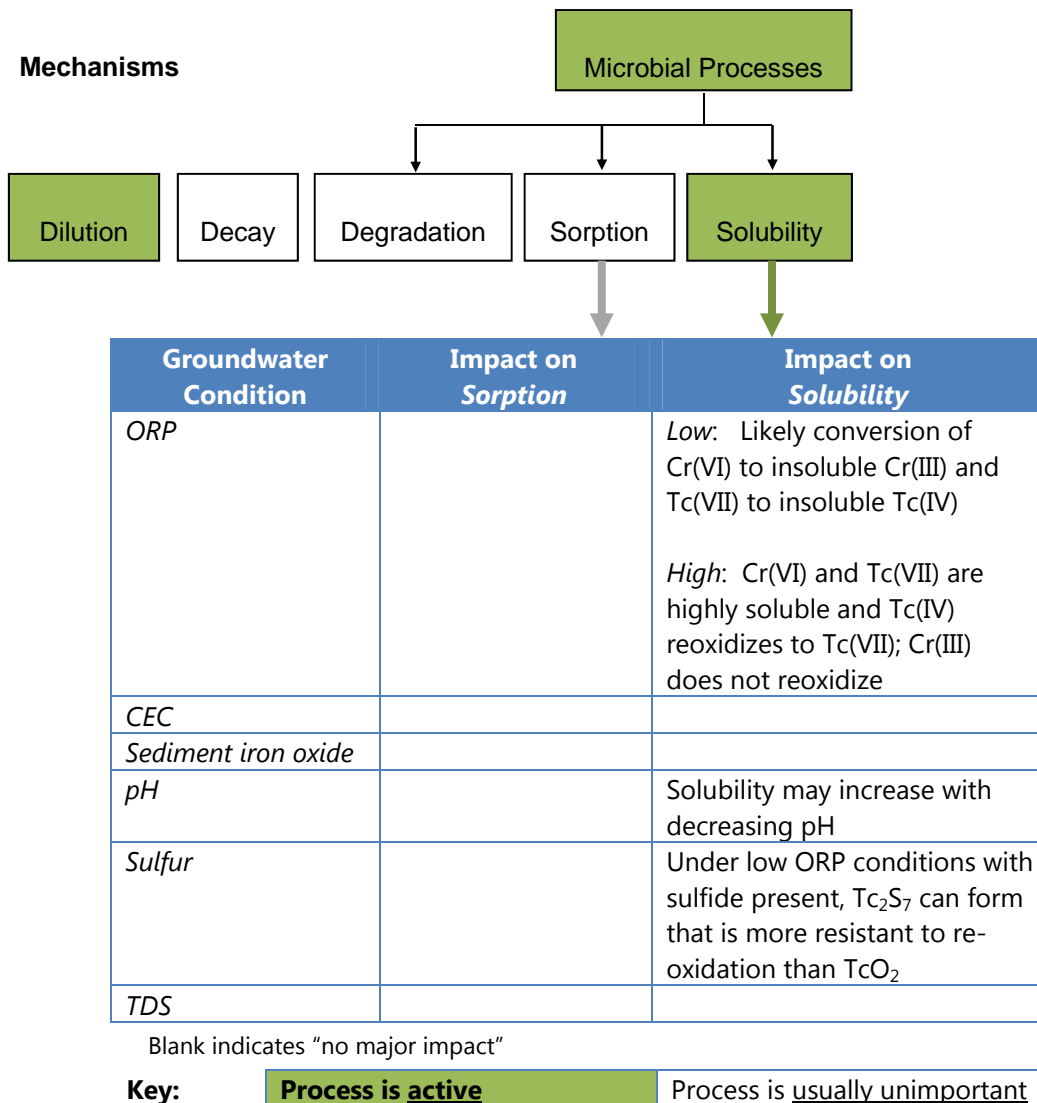 Mechanisms
Microbial Processes
Dilution
Decay
Degradation
Sorption
Solubility
Groundwater
Condition
Impact on
Sorption
Impact on
Solubility
ORP
Low: Likely conversion of
Cr(VI) to insoluble Cr(III) and
Tc(VII) to insoluble Tc(IV)
High: Cr(VI) and Tc(VII) are
highly soluble and Tc(IV)
reoxidizes to Tc(VII); Cr(III)
does not reoxidize
CEC
Sediment iron oxide
pH
Solubility may increase with
decreasing pH
Sulfur
Under low ORP conditions with
sulfide present, Tc₂S₇ can form
that is more resistant to re-
oxidation than TcO₂
TDS
Blank indicates "no major impact"
Key:
Process is active
Process is usually unimportant